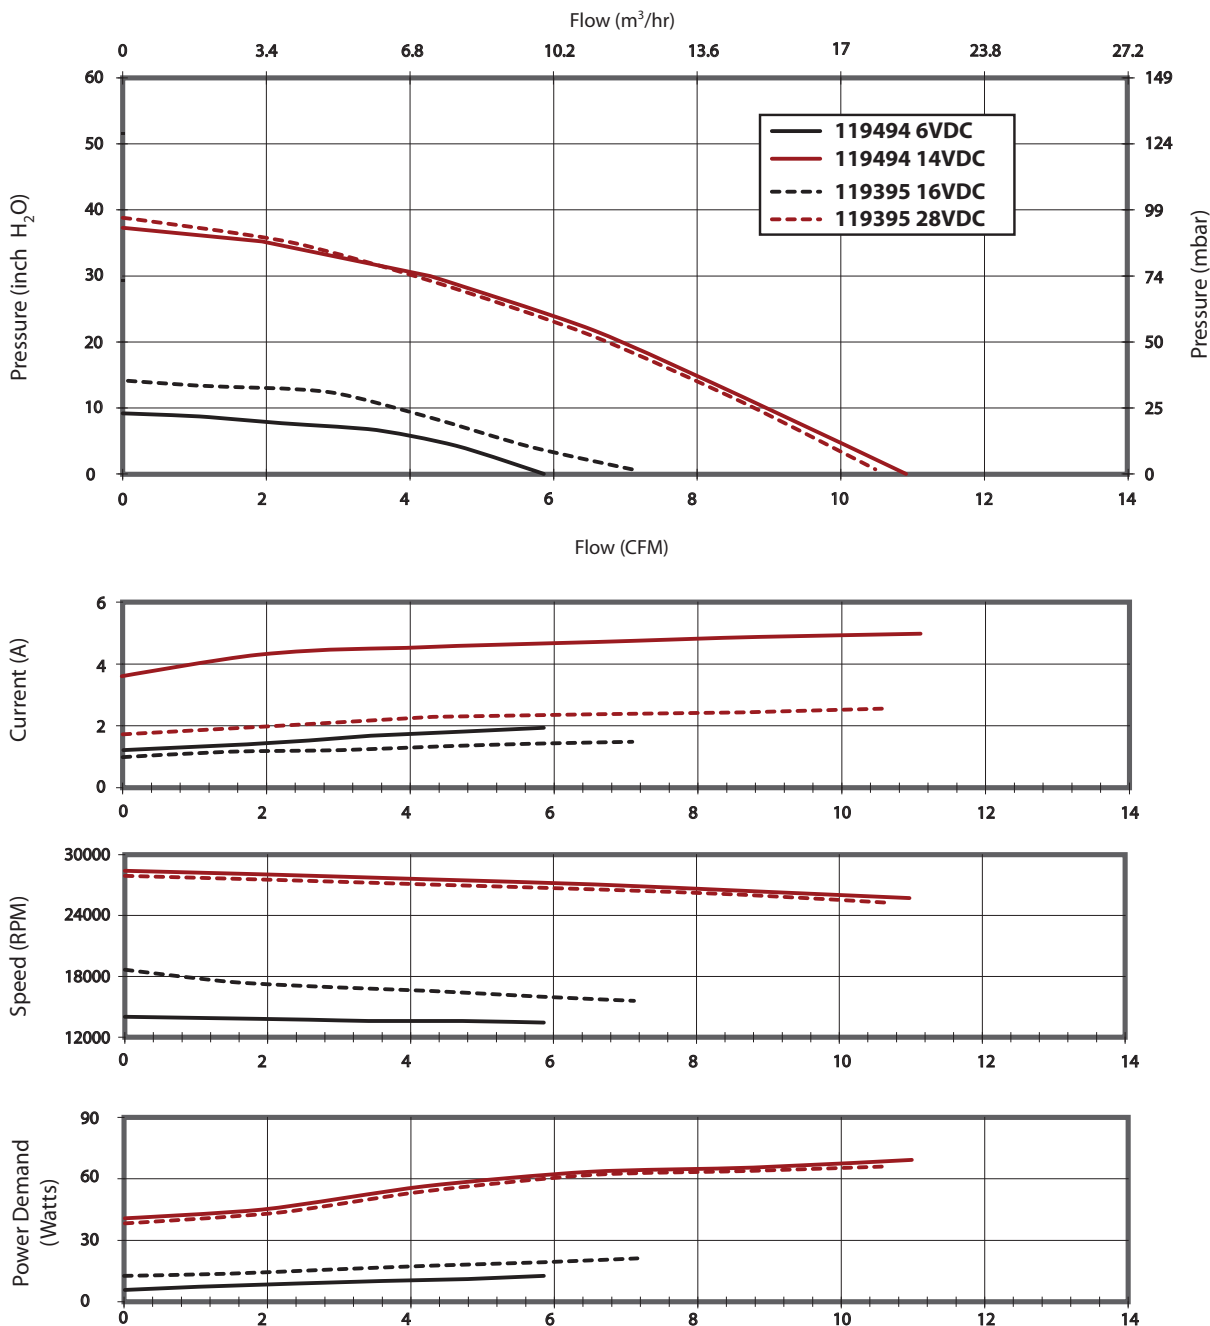 Flow (m³/hr)
0 3.4 6.8 10.2 13.6 17 23.8 27.2
Pressure (inch H₂O)
60
50
40
30
20
10
0
119494 6VDC
119494 14VDC
119395 16VDC
119395 28VDC
149
124
99
74
50
25
0
Pressure (mbar)
0 2 4 6 8 10 12 14
Flow (CFM)
Current (A)
6
4
2
0
0 2 4 6 8 10 12 14
Speed (RPM)
30000
24000
18000
12000
0 2 4 6 8 10 12 14
Power Demand
(Watts)
90
60
30
0
0 2 4 6 8 10 12 14